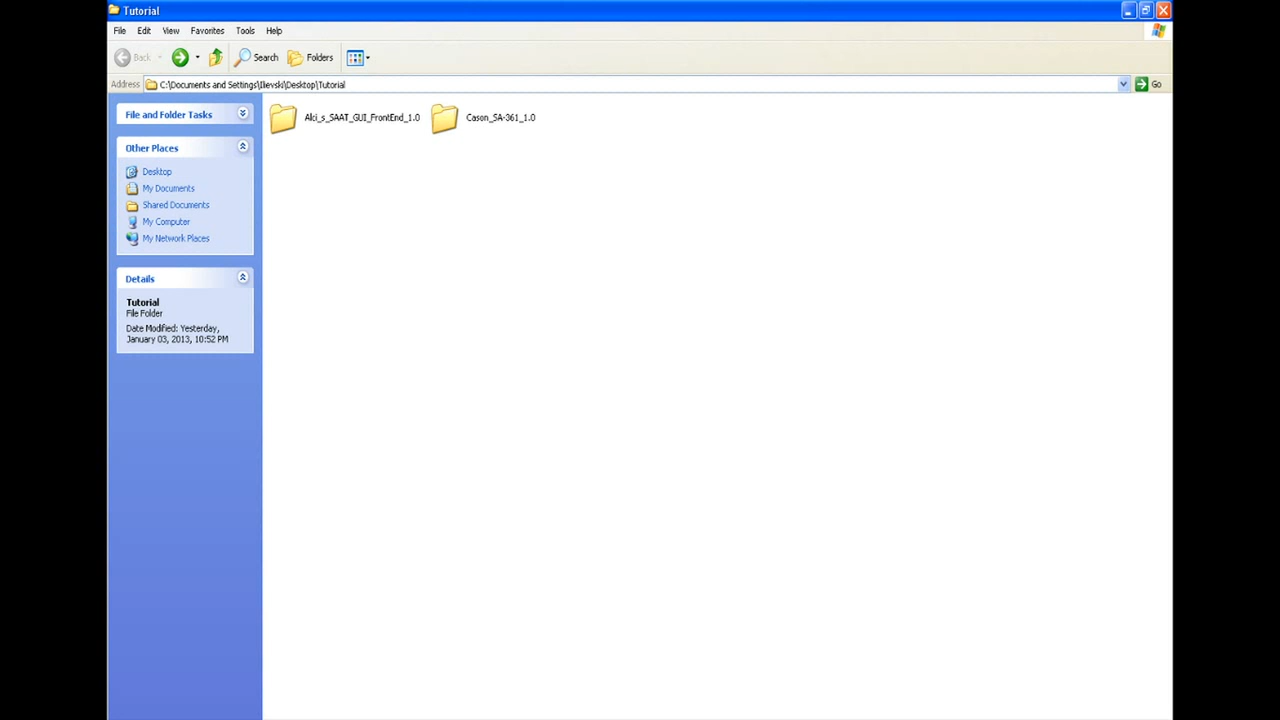 Tutorial
File Edit View Favorites Tools Help
Back Search Folders
Address C:\Documents and Settings\Ilievski\Desktop\Tutorial Go
File and Folder Tasks
Other Places
Desktop
My Documents
Shared Documents
My Computer
My Network Places
Details
Tutorial
File Folder
Date Modified: Yesterday,
January 03, 2013, 10:52 PM
Alci_s_SAAT_GUI_FrontEnd_1.0 Cason_SA-361_1.0